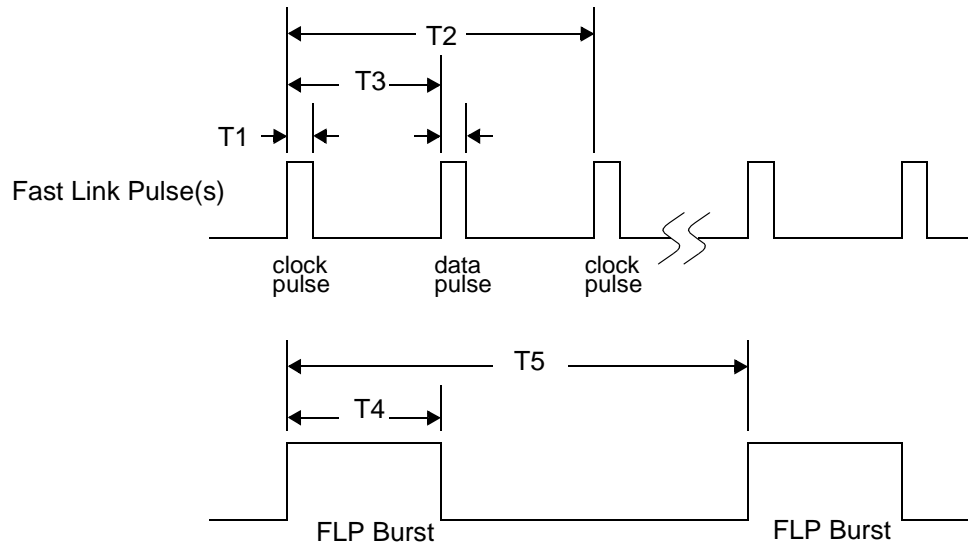 T2
T3
T1
Fast Link Pulse(s)
clock
pulse
data
pulse
clock
pulse
T5
T4
FLP Burst
FLP Burst